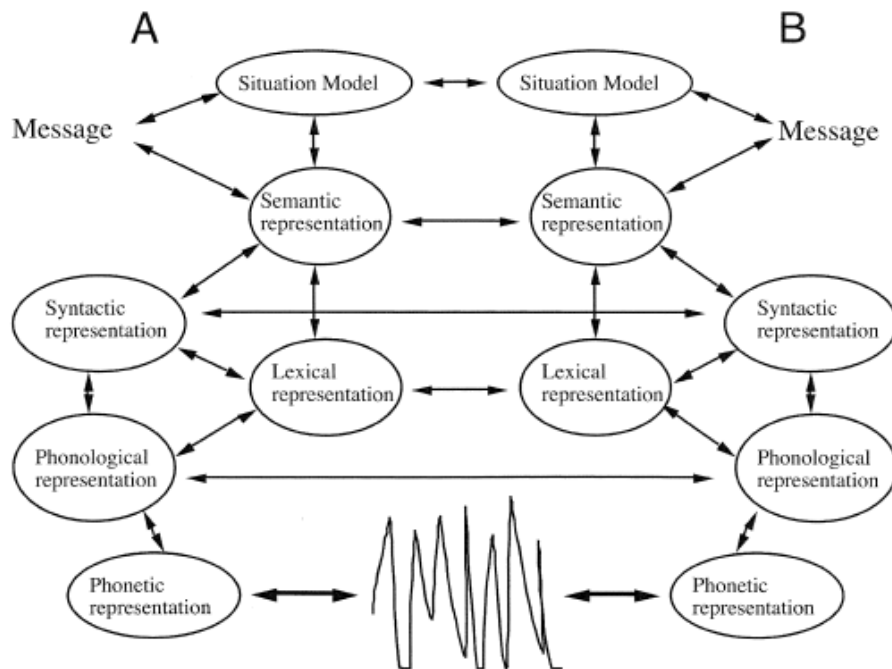 A
B
Situation Model
Situation Model
Message
Message
Semantic
representation
Semantic
representation
Syntactic
representation
Syntactic
representation
Lexical
representation
Lexical
representation
Phonological
representation
Phonological
representation
Phonetic
representation
Phonetic
representation